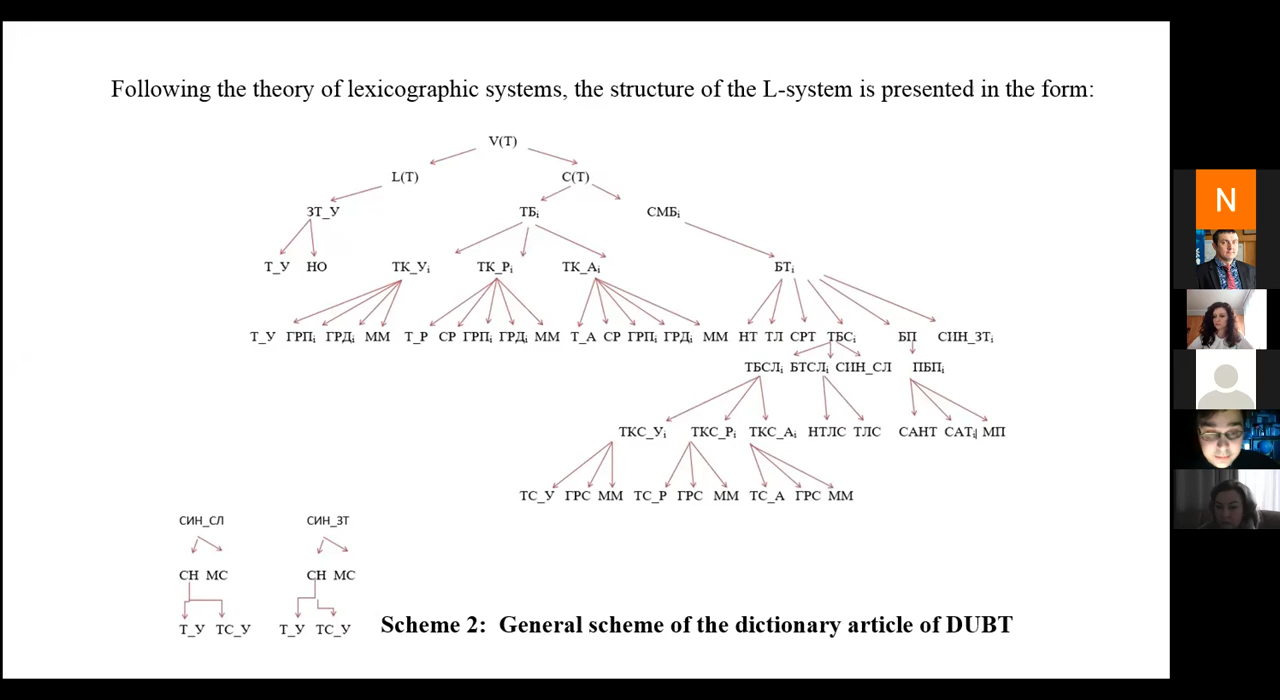 Following the theory of lexicographic systems, the structure of the L-system is presented in the form:
V(T)
L(T) C(T)
ЗТ_У ТБᵢ СМБᵢ
Т_У НО ТК_Уᵢ ТК_Рᵢ ТК_Аᵢ БТᵢ
Т_У ГРПᵢ ГРДᵢ ММ Т_Р СР ГРПᵢ ГРДᵢ ММ Т_А СР ГРПᵢ ГРДᵢ ММ НТ ТЛ СРТ ТБСᵢ БП СИН_ЗТᵢ
ТБСЛᵢ БТСЛᵢ СИН_СЛ ПБПᵢ
ТКС_Уᵢ ТКС_Рᵢ ТКС_Аᵢ НТЛС ТЛС САНТ САТᵢ МП
ТС_У ГРС ММ ТС_Р ГРС ММ ТС_А ГРС ММ
СИН_СЛ СИН_ЗТ
СН МС СН МС
Т_У ТС_У Т_У ТС_У
Scheme 2: General scheme of the dictionary article of DUBT
N